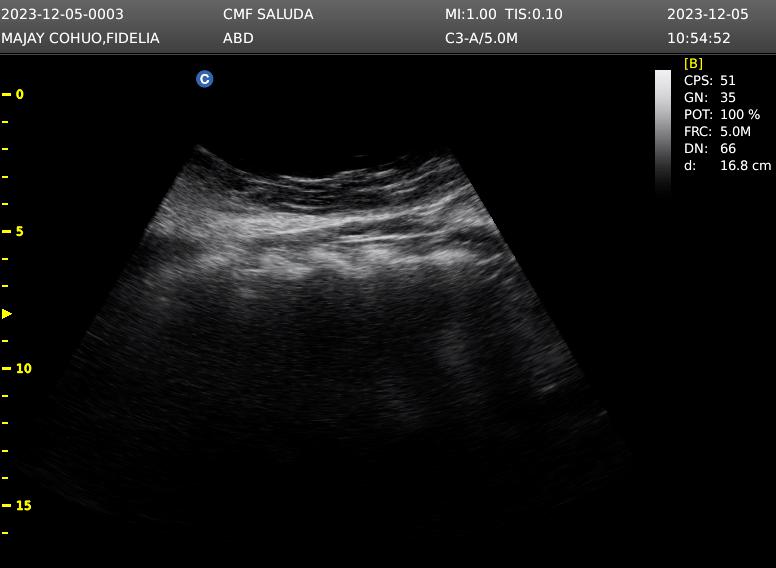 2023-12-05-0003 CMF SALUDA MI:1.00 TIS:0.10 2023-12-05
MAJAY COHUO,FIDELIA ABD C3-A/5.0M 10:54:52
[B]
CPS: 51
GN: 35
POT: 100 %
FRC: 5.0M
DN: 66
d: 16.8 cm
C
0
5
10
15